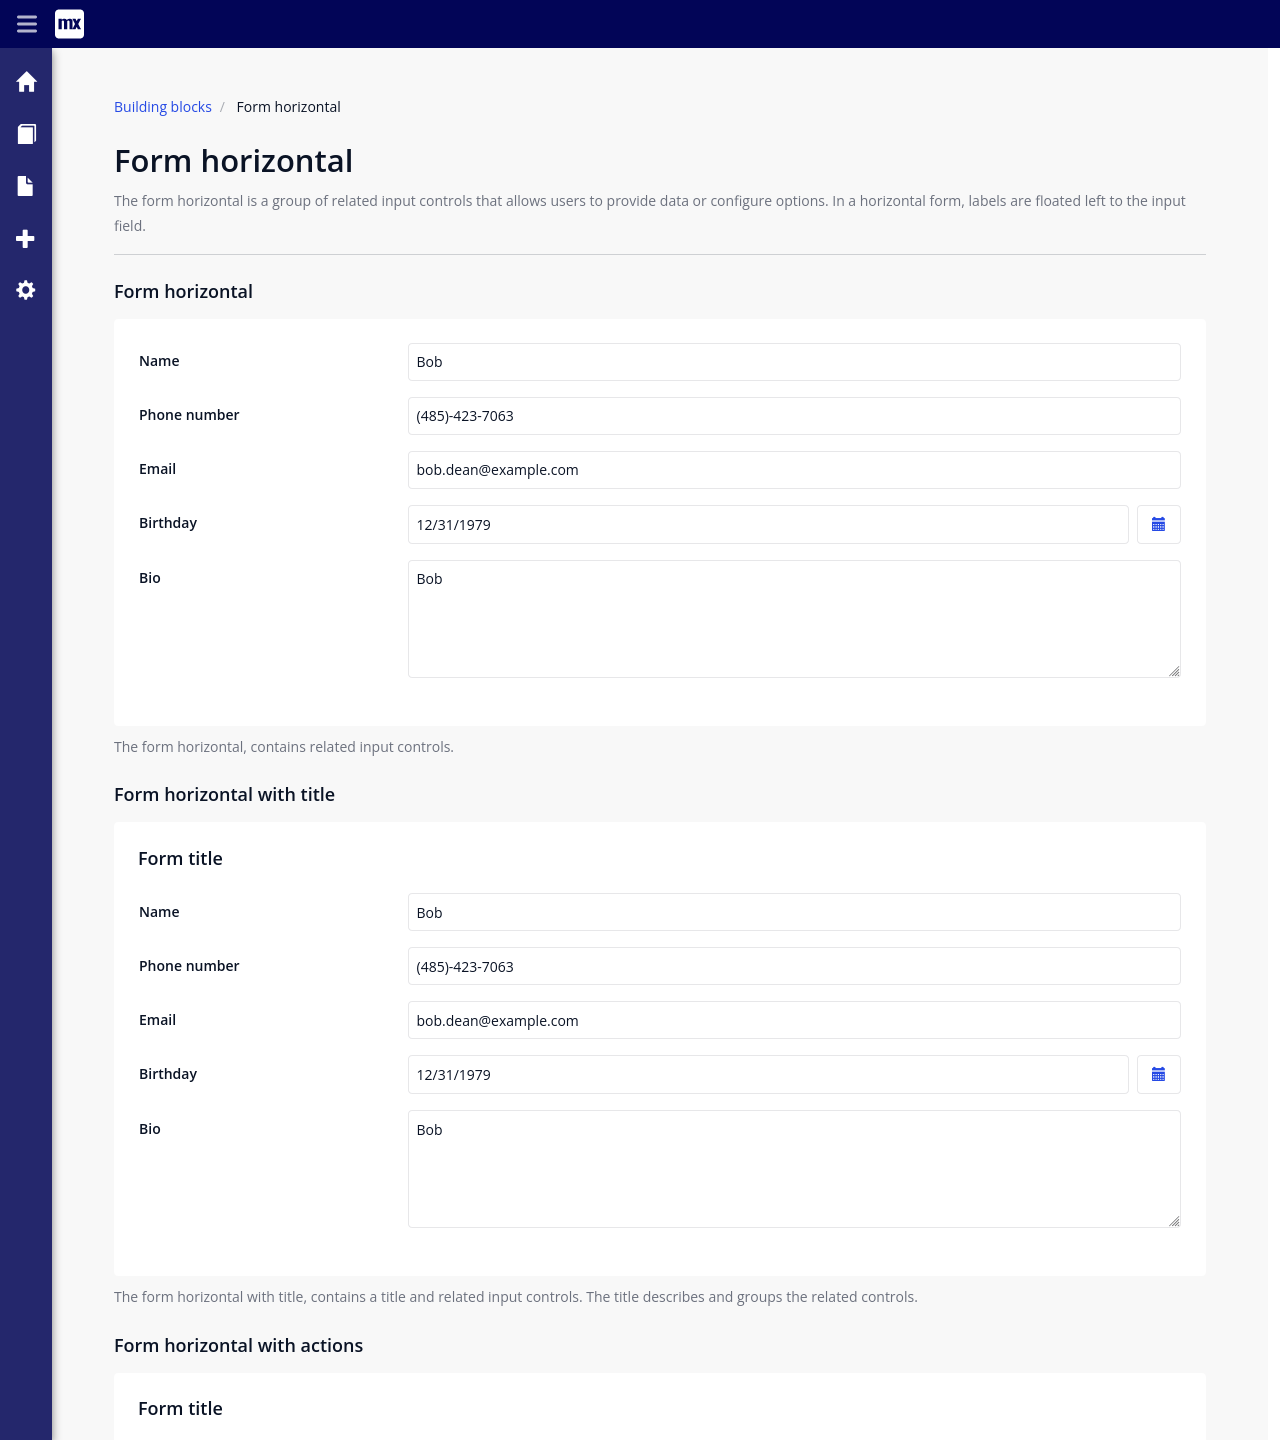 mx
Building blocks / Form horizontal
Form horizontal
The form horizontal is a group of related input controls that allows users to provide data or configure options. In a horizontal form, labels are floated left to the input
field.
Form horizontal
Name Bob
Phone number (485)-423-7063
Email bob.dean@example.com
Birthday 12/31/1979
Bio Bob
The form horizontal, contains related input controls.
Form horizontal with title
Form title
Name Bob
Phone number (485)-423-7063
Email bob.dean@example.com
Birthday 12/31/1979
Bio Bob
The form horizontal with title, contains a title and related input controls. The title describes and groups the related controls.
Form horizontal with actions
Form title